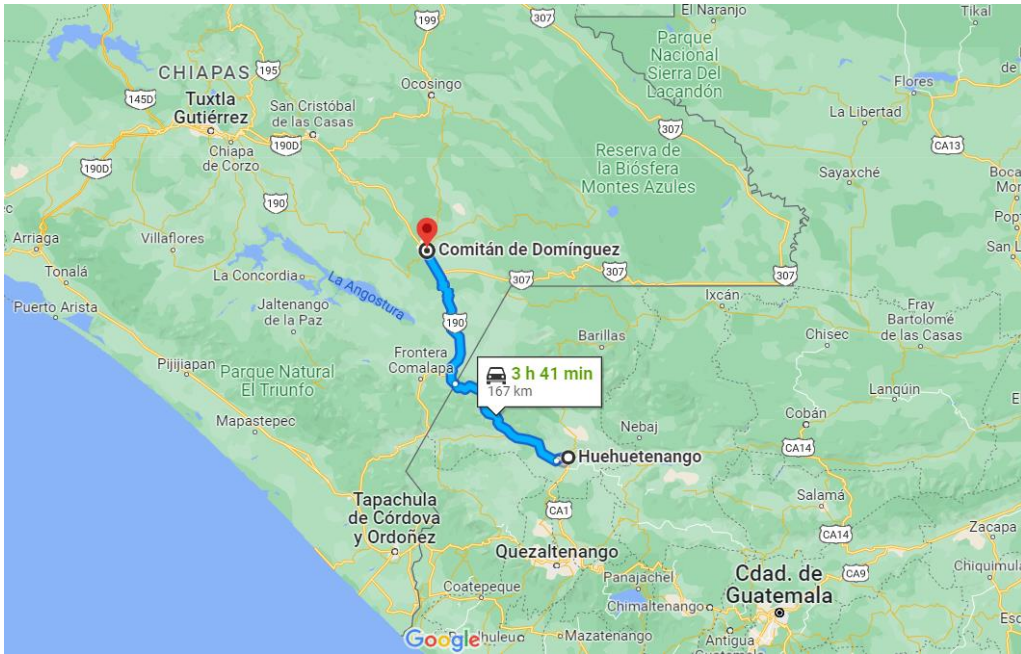 199
307
El Naranjo
Tikal
Parque
Nacional
Sierra Del
Lacandón
CHIAPAS
195
Ocosingo
Flores
145D
Tuxtla
Gutiérrez
San Cristóbal
de las Casas
La Libertad
307
190D
Chiapa
de Corzo
CA13
Reserva de
la Biósfera
Montes Azules
190D
Sayaxché
190
Arriaga
Villaflores
Comitán de Domínguez
Tonalá
La Concordia
307
307
307
La Angostura
Ixcán
Puerto Arista
Jaltenango
de la Paz
190
Fray
Bartolomé
de las Casas
Barillas
Chisec
Frontera
Comalapa
Pijijiapan
Parque Natural
El Triunfo
3 h 41 min
167 km
Lanquin
Mapastepec
Cobán
Nebaj
CA14
Huehuetenango
Tapachula
de Córdova
y Ordoñez
CA1
Salamá
Zacapa
CA14
Quezaltenango
Panajachel
Cdad. de
Guatemala
CA9
Chiquimula
Coatepeque
Chimaltenango
Google
Mazatenango
Antigua